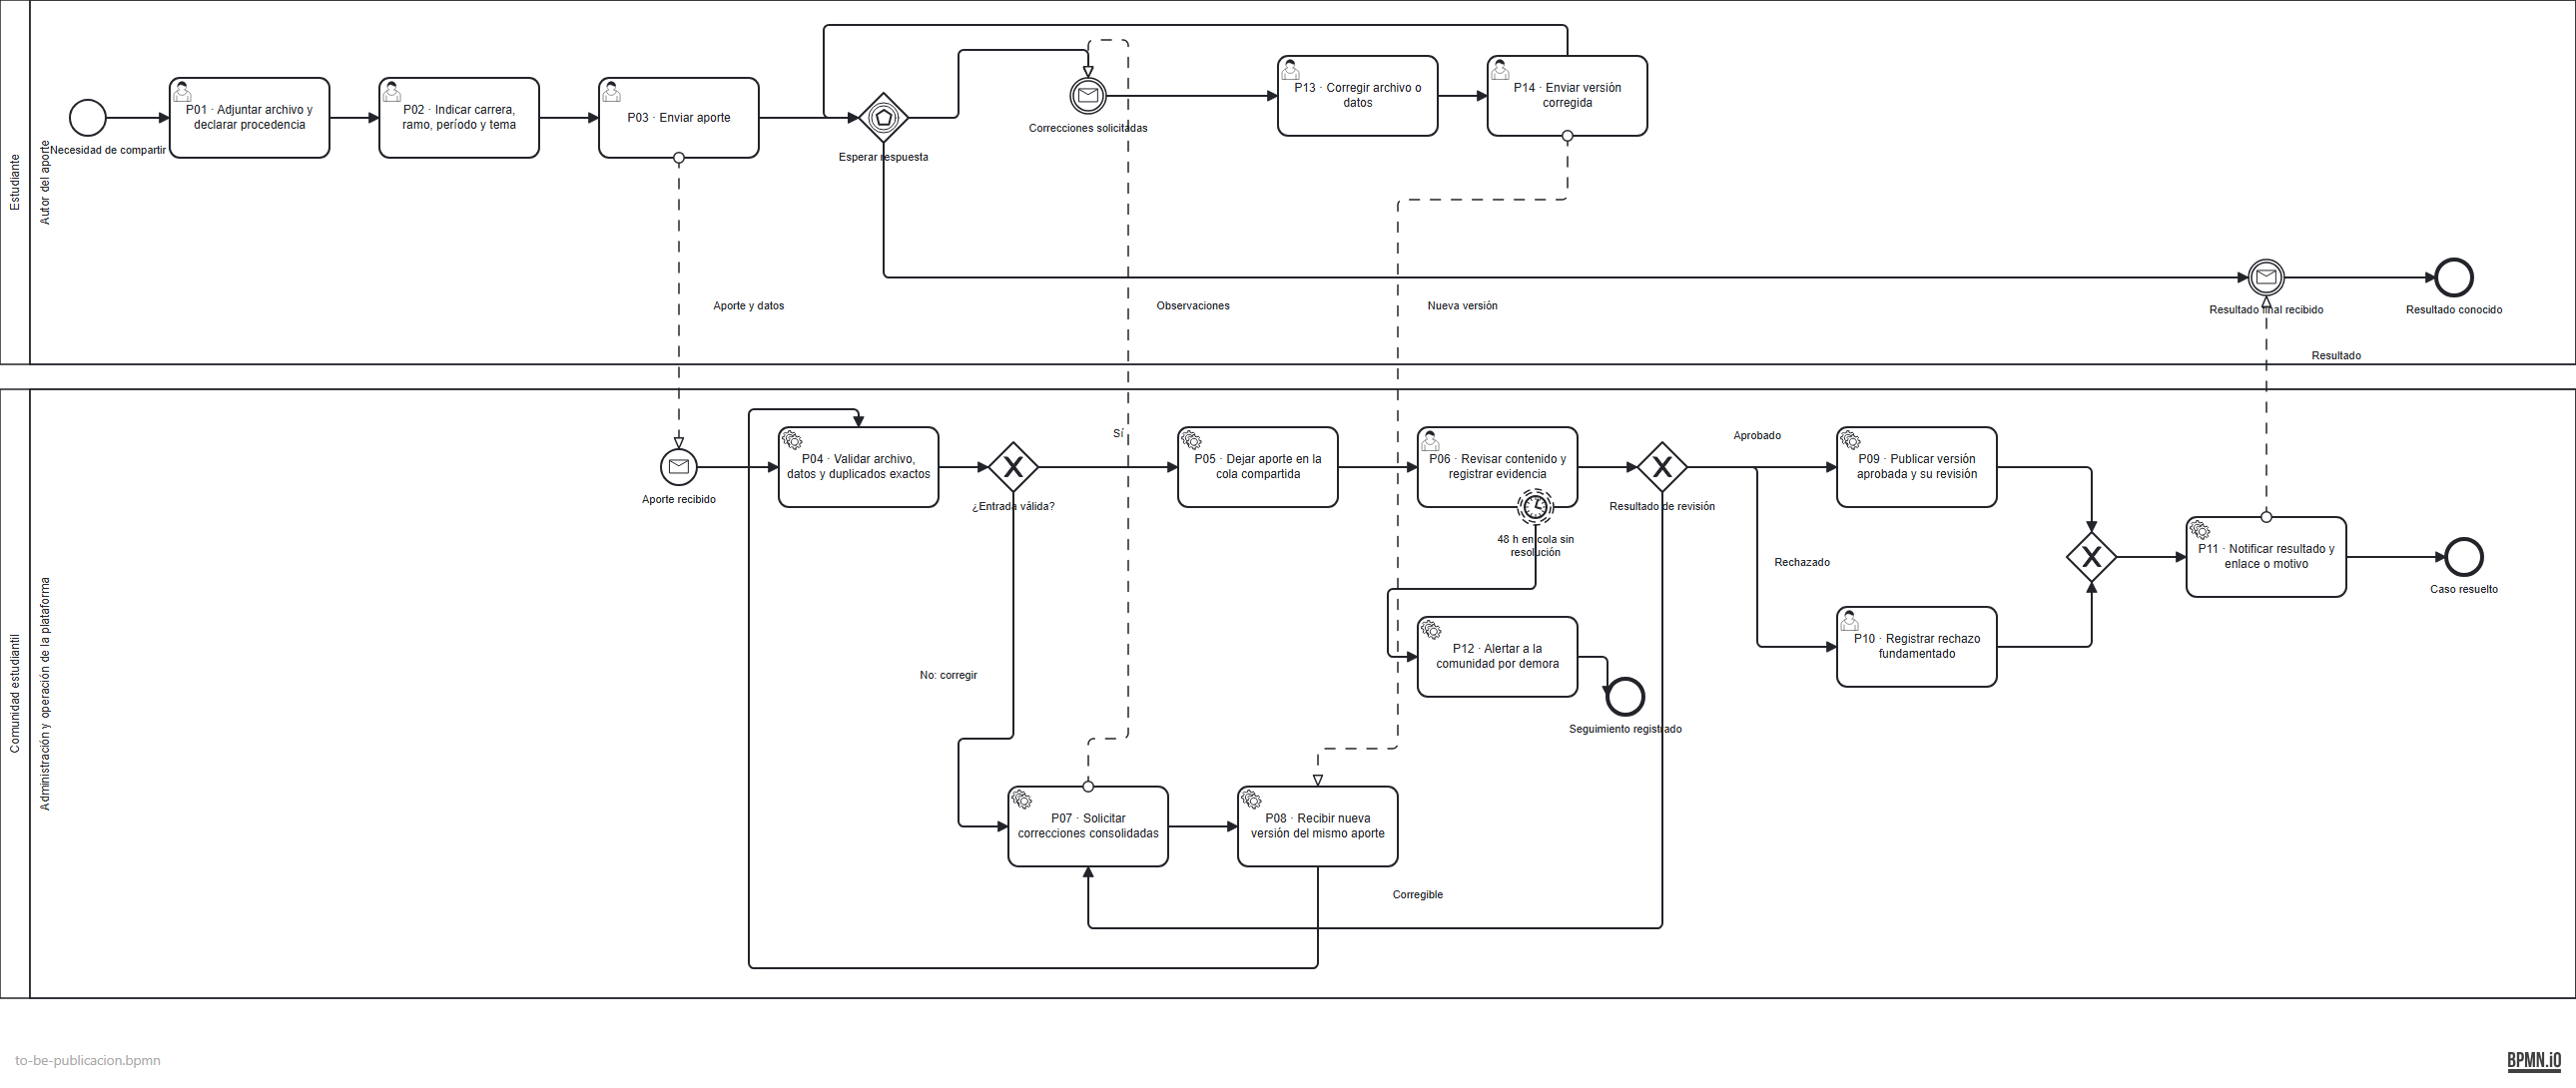 Estudiante
Autor del aporte
Necesidad de compartir
P01 · Adjuntar archivo y
declarar procedencia
P02 · Indicar carrera,
ramo, período y tema
P03 · Enviar aporte
Esperar respuesta
Correcciones solicitadas
P13 · Corregir archivo o
datos
P14 · Enviar versión
corregida
Aporte y datos
Observaciones
Nueva versión
Resultado final recibido
Resultado conocido
Resultado
Comunidad estudiantil
Administración y operación de la plataforma
Aporte recibido
P04 · Validar archivo,
datos y duplicados exactos
¿Entrada válida?
Sí
P05 · Dejar aporte en la
cola compartida
P06 · Revisar contenido y
registrar evidencia
48 h en cola sin
resolución
Resultado de revisión
Aprobado
P09 · Publicar versión
aprobada y su revisión
Rechazado
P10 · Registrar rechazo
fundamentado
P11 · Notificar resultado y
enlace o motivo
Caso resuelto
P12 · Alertar a la
comunidad por demora
Seguimiento registrado
No: corregir
P07 · Solicitar
correcciones consolidadas
P08 · Recibir nueva
versión del mismo aporte
Corregible
to-be-publicacion.bpmn
BPMN.iO